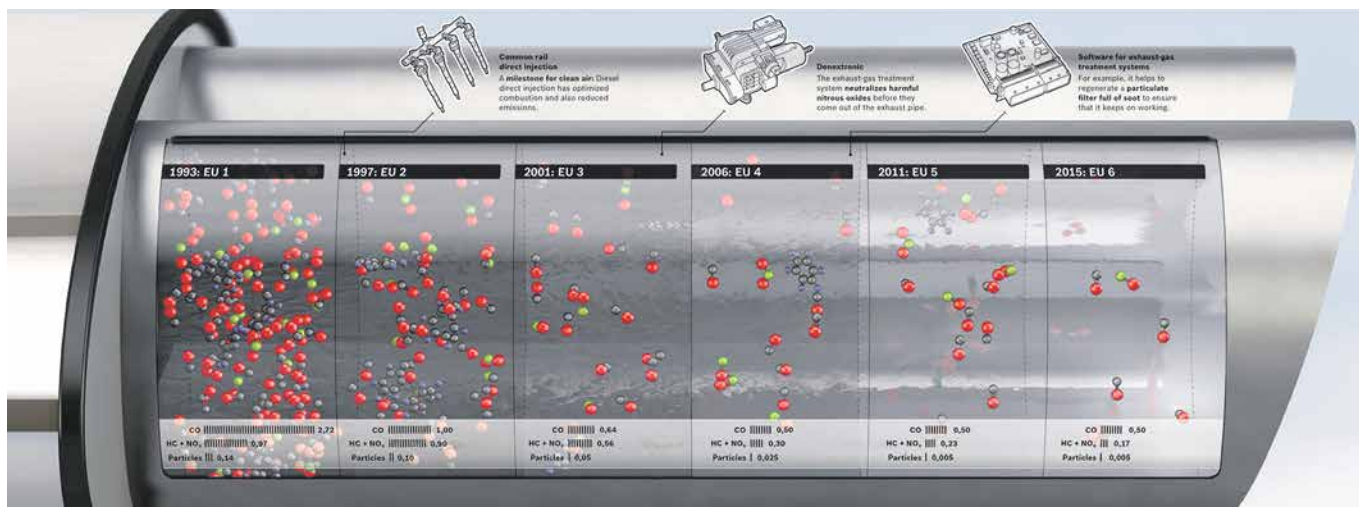 Common rail
direct injection
A milestone for clean air: Diesel
direct injection has optimized
combustion and also reduced
emissions.
Denoxtronic
The exhaust-gas treatment
system neutralizes harmful
nitrous oxides before they
come out of the exhaust pipe.
Software for exhaust-gas
treatment systems
For example, it helps to
regenerate a particulate
filter full of soot to ensure
that it keeps on working.
1993: EU 1
CO 2,72
HC + NOx 0,97
Particles 0,14
1997: EU 2
CO 1,00
HC + NOx 0,90
Particles 0,10
2001: EU 3
CO 0,64
HC + NOx 0,56
Particles 0,05
2006: EU 4
CO 0,50
HC + NOx 0,30
Particles 0,025
2011: EU 5
CO 0,50
HC + NOx 0,23
Particles 0,005
2015: EU 6
CO 0,50
HC + NOx 0,17
Particles 0,005